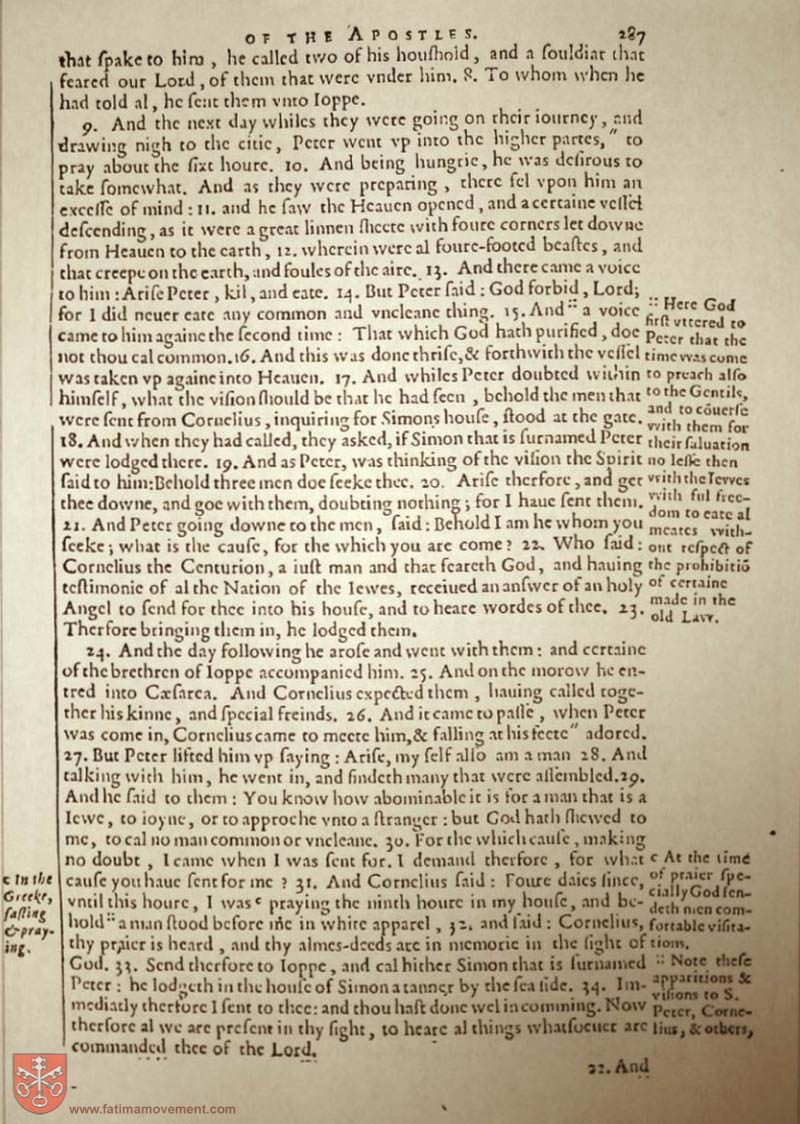 OF THE APOSTLES. 287
that ſpake to him, he called two of his houſhold, and a ſouldiar that
feared our Lord, of them that were vnder him. 8. To whom when he
had told al, he ſent them vnto Ioppe.
9. And the next day whiles they were going on their iourney, and
drawing nigh to the citie, Peter went vp into the higher partes, " to
pray about the ſixt houre. 10. And being hungrie, he was deſirous to
take ſomewhat. And as they were preparing, there fel vpon him an
exceſſe of mind: 11. and he ſaw the Heauen opened, and a certaine veſſel
deſcending, as it were a great linnen ſheete with foure corners let downe
from Heauen to the earth, 12. wherein were al foure-footed beaſtes, and
that creepe on the earth, and foules of the aire. 13. And there came a voice
to him: Ariſe Peter, kil, and eate. 14. But Peter ſaid: God forbid, Lord;
for I did neuer eate any common and vncleane thing. 15. And :: a voice
came to him againe the ſecond time: That which God hath purified, doe
not thou cal common. 16. And this was done thriſe, & forthwith the veſſel
was taken vp againe into Heauen. 17. And whiles Peter doubted within
himſelf, what the viſion ſhould be that he had ſeen, behold the men that
were ſent from Cornelius, inquiring for Simons houſe, ſtood at the gate.
18. And when they had called, they asked, if Simon that is ſurnamed Peter
were lodged there. 19. And as Peter, was thinking of the viſion the Spirit
ſaid to him: Behold three men doe ſeeke thee. 20. Ariſe therfore, and get
thee downe, and goe with them, doubting nothing; for I haue ſent them.
21. And Peter going downe to the men, ſaid: Behold I am he whom you
ſeeke; what is the cauſe, for the which you are come? 22. Who ſaid:
Cornelius the Centurion, a iuſt man and that feareth God, and hauing
teſtimonie of al the Nation of the Iewes, receiued an anſwer of an holy
Angel to ſend for thee into his houſe, and to heare wordes of thee. 23.
Therfore bringing them in, he lodged them.
:: Here God
firſt vttered to
Peter that the
time was come
to preach alſo
to the Gentils,
and to conuerſe
with them for
their ſaluation
no leſſe then
with the Iewes
with ful free-
dom to eate al
meates with-
out reſpect of
the prohibitiō
of certaine
made in the
old Law.
24. And the day following he aroſe and went with them: and certaine
of the brethren of Ioppe accompanied him. 25. And on the morow he en-
tred into Cæſarea. And Cornelius expected them, hauing called toge-
ther his kinne, and ſpecial freinds. 26. And it came to paſſe, when Peter
was come in, Cornelius came to meete him, & falling at his feete " adored.
27. But Peter lifted him vp ſaying: Ariſe, my ſelf alſo am a man 28. And
talking with him, he went in, and findeth many that were aſſembled. 29.
And he ſaid to them: You know how abominable it is for a man that is a
Iewe, to ioyne, or to approche vnto a ſtranger: but God hath ſhewed to
me, to cal no man common or vncleane. 30. For the which cauſe, making
no doubt, I came when I was ſent for. I demand therfore, for what
cauſe you haue ſent for me? 31. And Cornelius ſaid: Foure daies ſince,
vntil this houre, I was c praying the ninth houre in my houſe, and be-
hold :: a man ſtood before me in white apparel, 32. and ſaid: Cornelius,
thy praier is heard, and thy almes-deeds are in memorie in the ſight of
God. 33. Send therfore to Ioppe, and cal hither Simon that is ſurnamed
Peter: he lodgeth in the houſe of Simon a tanner by the ſea ſide. 34. Im-
mediatly therfore I ſent to thee: and thou haſt done wel in comming. Now
therfore al we are preſent in thy ſight, to heare al things whatſoeuer are
commanded thee of the Lord.
c In the
Greeke,
faſting
& pray-
ing.
c At the time
of praier ſpe-
cially God ſen-
deth men com-
fortable viſita-
tions.
:: Note theſe
apparitions &
viſions to S.
Peter, Corne-
lius, & others,
22. And
www.fatimamovement.com